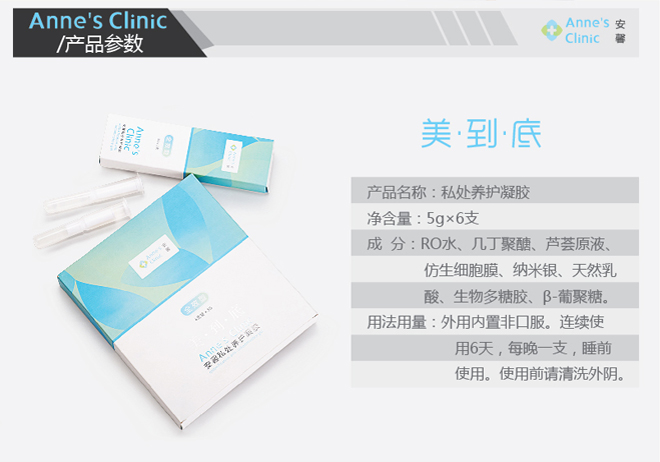 Anne's Clinic
/产品参数
Anne's
Clinic
安
馨
美·到·底
产品名称：私处养护凝胶
净含量：5g×6支
成 分：RO水、几丁聚醣、芦荟原液、
仿生细胞膜、纳米银、天然乳
酸、生物多糖胶、β-葡聚糖。
用法用量：外用内置非口服。连续使
用6天，每晚一支，睡前
使用。使用前请清洗外阴。
Anne's
Clinic
Anne's
Clinic
安馨
安馨私处养护凝胶